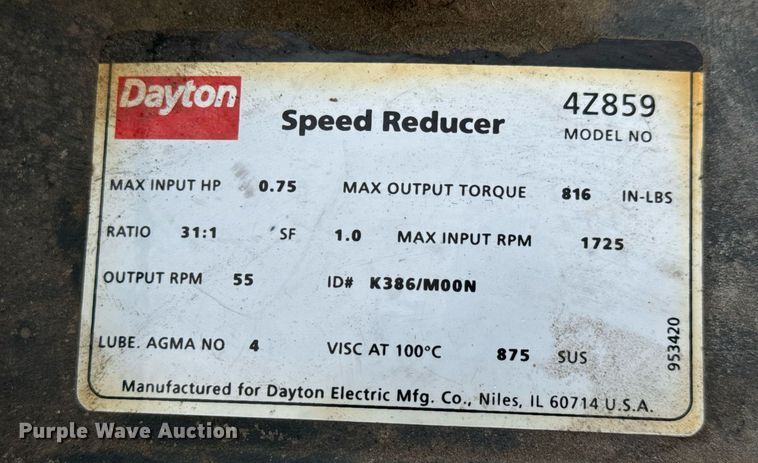 Dayton
Speed Reducer
4Z859
MODEL NO
MAX INPUT HP 0.75 MAX OUTPUT TORQUE 816 IN-LBS
RATIO 31:1 SF 1.0 MAX INPUT RPM 1725
OUTPUT RPM 55 ID# K386/M00N
LUBE. AGMA NO 4 VISC AT 100°C 875 SUS
953420
Manufactured for Dayton Electric Mfg. Co., Niles, IL 60714 U.S.A.
Purple Wave Auction